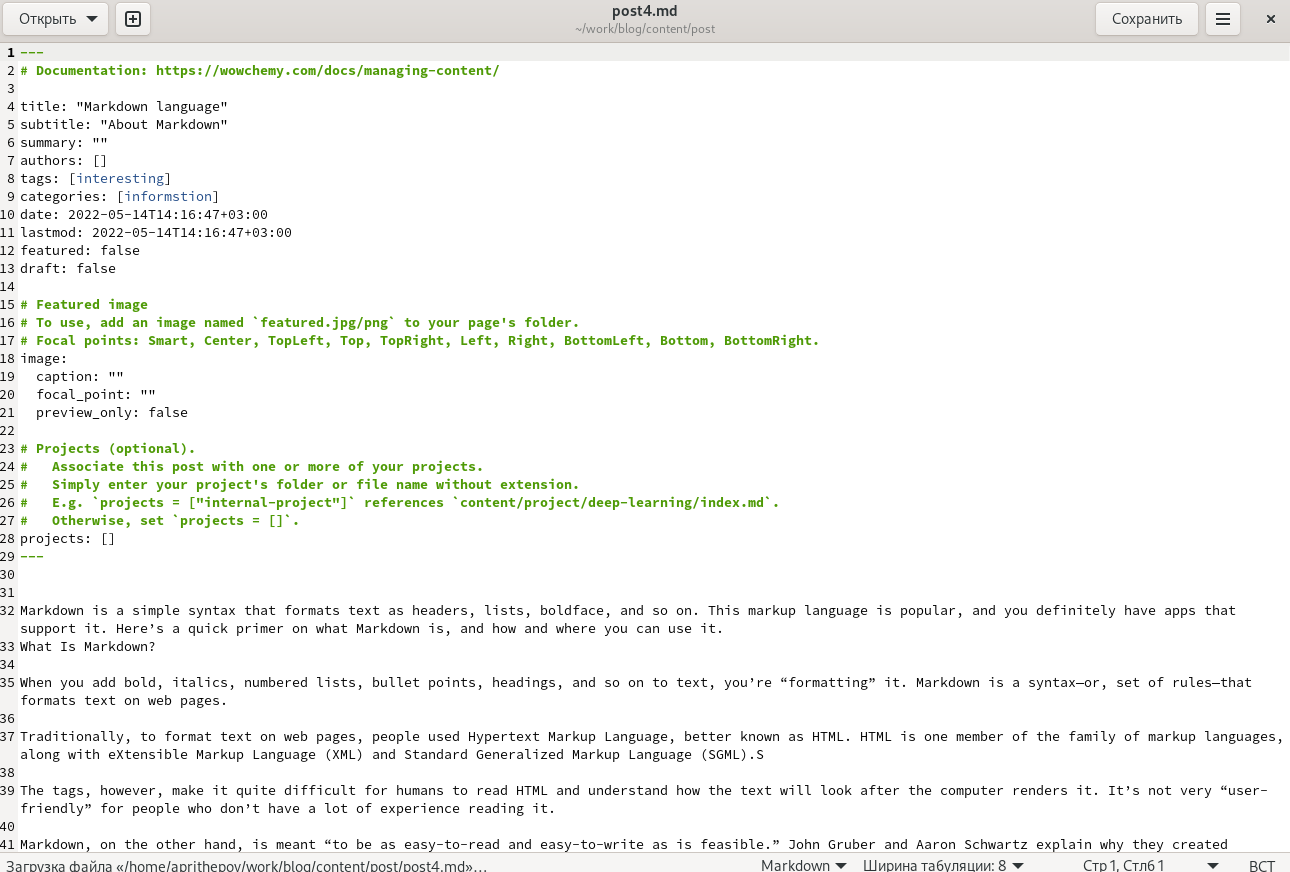 Открыть
post4.md
~/work/blog/content/post
Сохранить
1 ---
2 # Documentation: https://wowchemy.com/docs/managing-content/
3
4 title: "Markdown language"
5 subtitle: "About Markdown"
6 summary: ""
7 authors: []
8 tags: [interesting]
9 categories: [informstion]
10 date: 2022-05-14T14:16:47+03:00
11 lastmod: 2022-05-14T14:16:47+03:00
12 featured: false
13 draft: false
14
15 # Featured image
16 # To use, add an image named `featured.jpg/png` to your page's folder.
17 # Focal points: Smart, Center, TopLeft, Top, TopRight, Left, Right, BottomLeft, Bottom, BottomRight.
18 image:
19   caption: ""
20   focal_point: ""
21   preview_only: false
22
23 # Projects (optional).
24 #   Associate this post with one or more of your projects.
25 #   Simply enter your project's folder or file name without extension.
26 #   E.g. `projects = ["internal-project"]` references `content/project/deep-learning/index.md`.
27 #   Otherwise, set `projects = []`.
28 projects: []
29 ---
30
31
32 Markdown is a simple syntax that formats text as headers, lists, boldface, and so on. This markup language is popular, and you definitely have apps that
support it. Here’s a quick primer on what Markdown is, and how and where you can use it.
33 What Is Markdown?
34
35 When you add bold, italics, numbered lists, bullet points, headings, and so on to text, you’re “formatting” it. Markdown is a syntax—or, set of rules—that
formats text on web pages.
36
37 Traditionally, to format text on web pages, people used Hypertext Markup Language, better known as HTML. HTML is one member of the family of markup languages,
along with eXtensible Markup Language (XML) and Standard Generalized Markup Language (SGML).S
38
39 The tags, however, make it quite difficult for humans to read HTML and understand how the text will look after the computer renders it. It’s not very “user-
friendly” for people who don’t have a lot of experience reading it.
40
41 Markdown, on the other hand, is meant “to be as easy-to-read and easy-to-write as is feasible.” John Gruber and Aaron Schwartz explain why they created
Загрузка файла «/home/aprithepov/work/blog/content/post/post4.md»…
Markdown
Ширина табуляции: 8
Стр 1, Стлб 1
ВСТ